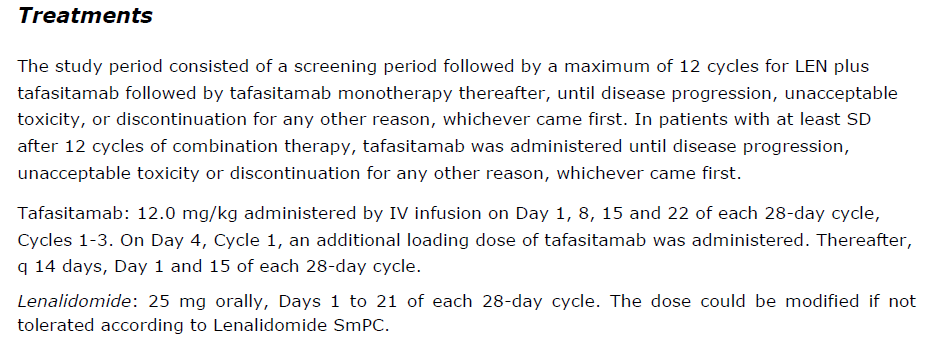 Treatments
The study period consisted of a screening period followed by a maximum of 12 cycles for LEN plus
tafasitamab followed by tafasitamab monotherapy thereafter, until disease progression, unacceptable
toxicity, or discontinuation for any other reason, whichever came first. In patients with at least SD
after 12 cycles of combination therapy, tafasitamab was administered until disease progression,
unacceptable toxicity or discontinuation for any other reason, whichever came first.
Tafasitamab: 12.0 mg/kg administered by IV infusion on Day 1, 8, 15 and 22 of each 28-day cycle,
Cycles 1-3. On Day 4, Cycle 1, an additional loading dose of tafasitamab was administered. Thereafter,
q 14 days, Day 1 and 15 of each 28-day cycle.
Lenalidomide: 25 mg orally, Days 1 to 21 of each 28-day cycle. The dose could be modified if not
tolerated according to Lenalidomide SmPC.